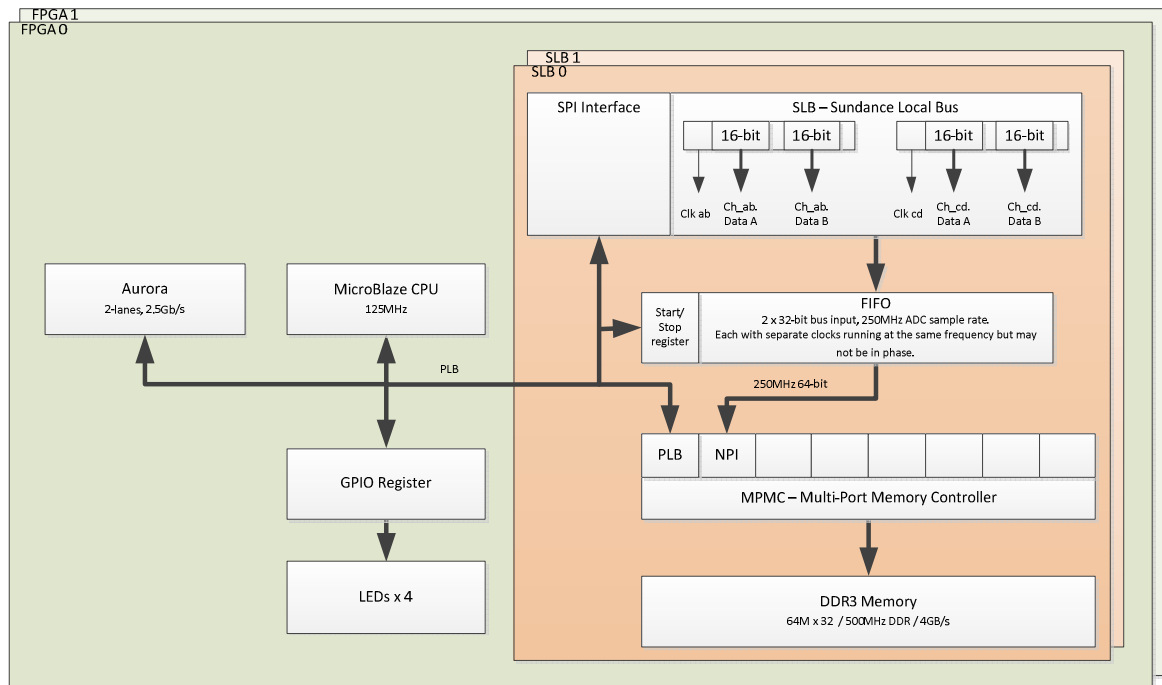 FPGA 1
FPGA 0
SLB 1
SLB 0
SPI Interface
SLB – Sundance Local Bus
16-bit
16-bit
16-bit
16-bit
Clk ab
Ch_ab.
Data A
Ch_ab.
Data B
Clk cd
Ch_cd.
Data A
Ch_cd.
Data B
Aurora
2-lanes, 2,5Gb/s
MicroBlaze CPU
125MHz
Start/
Stop
register
FIFO
2 x 32-bit bus input, 250MHz ADC sample rate.
Each with separate clocks running at the same frequency but may
not be in phase.
PLB
250MHz 64-bit
PLB
NPI
MPMC – Multi-Port Memory Controller
GPIO Register
LEDs x 4
DDR3 Memory
64M x 32 / 500MHz DDR / 4GB/s